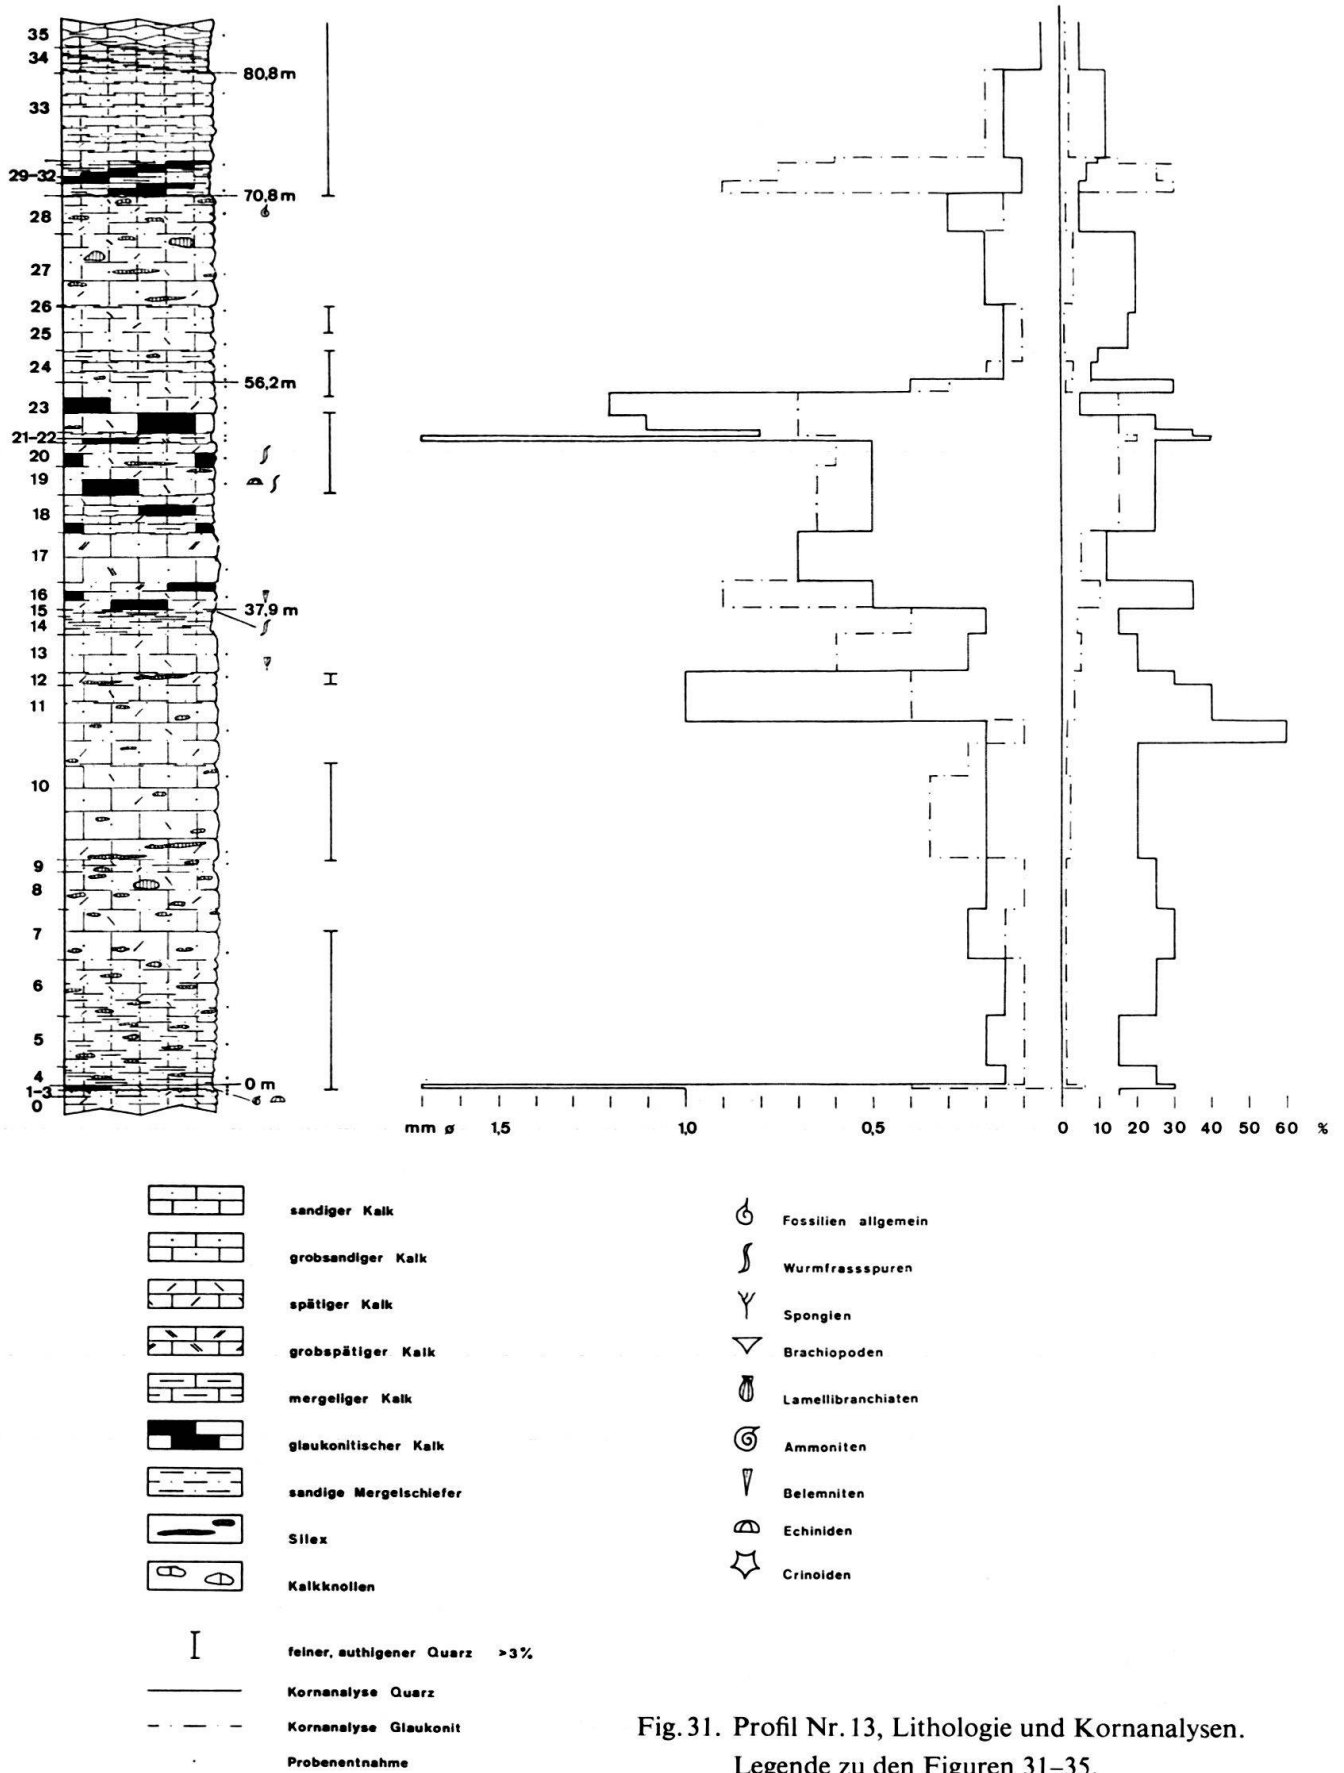 35
34
80,8 m
33
29–32
70,8 m
28
27
26
25
24
56,2 m
23
21–22
20
19
18
17
16
15
37,9 m
14
13
12
11
10
9
8
7
6
5
4
0 m
1–3
0
mm ø 1,5 1,0 0,5 0 10 20 30 40 50 60 %
sandiger Kalk
grobsandiger Kalk
spätiger Kalk
grobspätiger Kalk
mergeliger Kalk
glaukonitischer Kalk
sandige Mergelschiefer
Silex
Kalkknollen
feiner, authigener Quarz >3%
Kornanalyse Quarz
Kornanalyse Glaukonit
Probenentnahme
Fossilien allgemein
Wurmfrassspuren
Spongien
Brachiopoden
Lamellibranchiaten
Ammoniten
Belemniten
Echiniden
Crinoiden
Fig. 31. Profil Nr. 13, Lithologie und Kornanalysen.
Legende zu den Figuren 31–35.